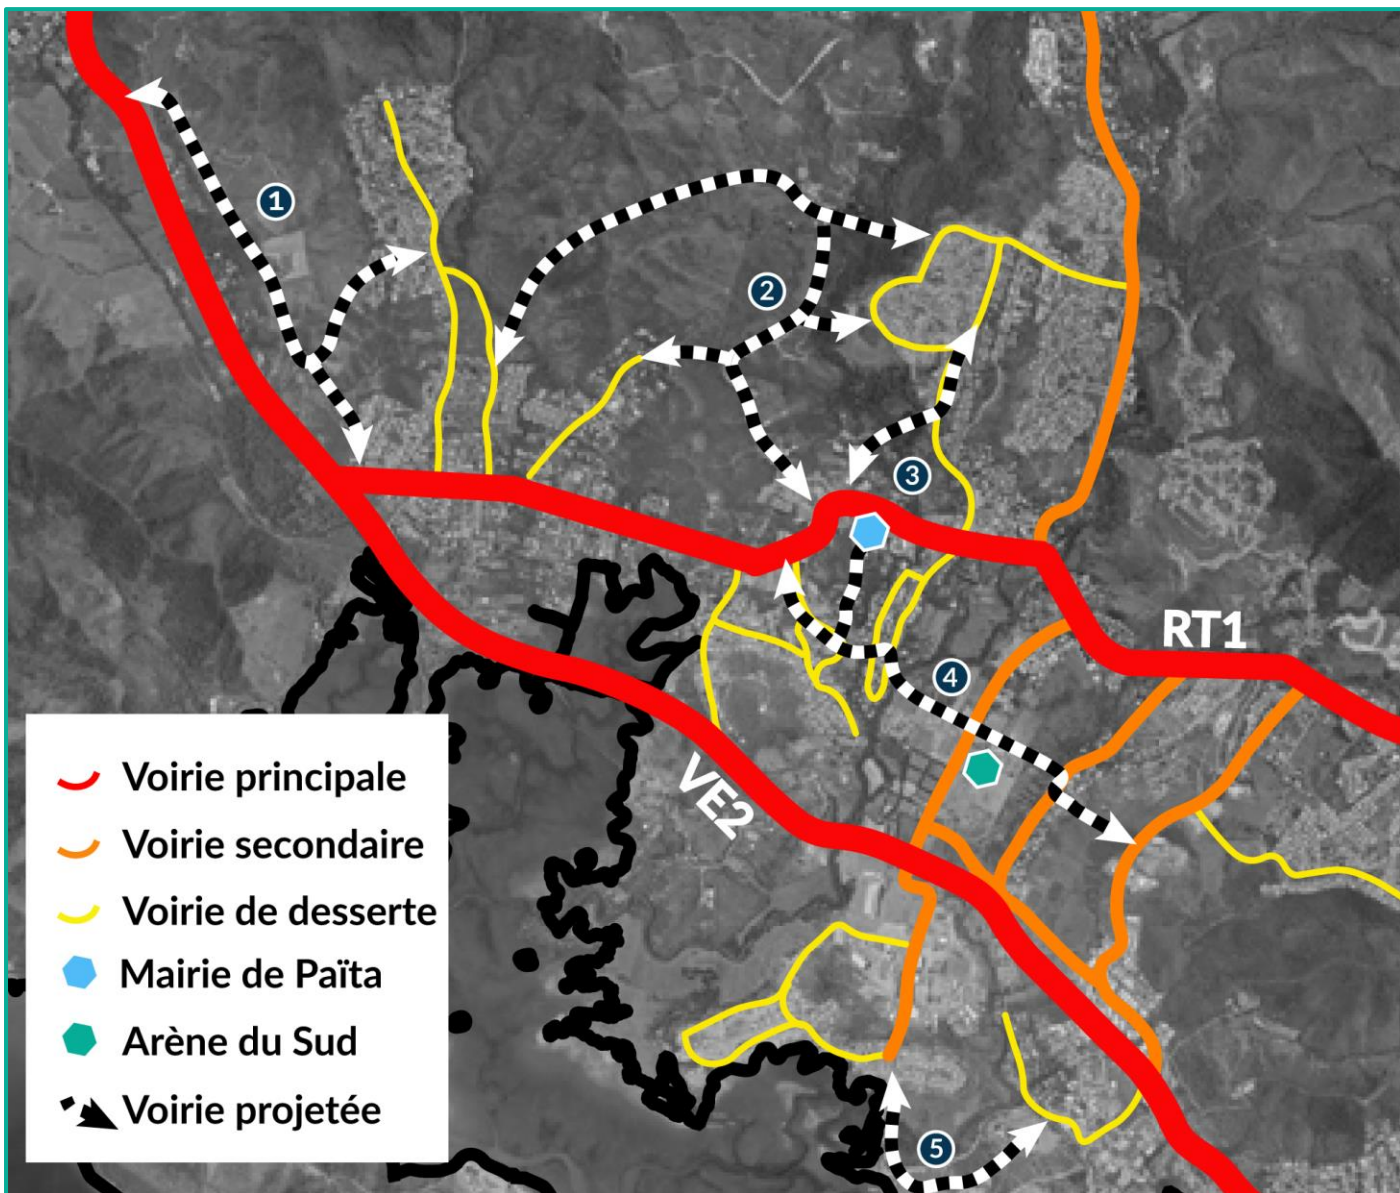 1
2
3
RT1
4
VE2
Voirie principale
Voirie secondaire
Voirie de desserte
Mairie de Païta
Arène du Sud
Voirie projetée
5